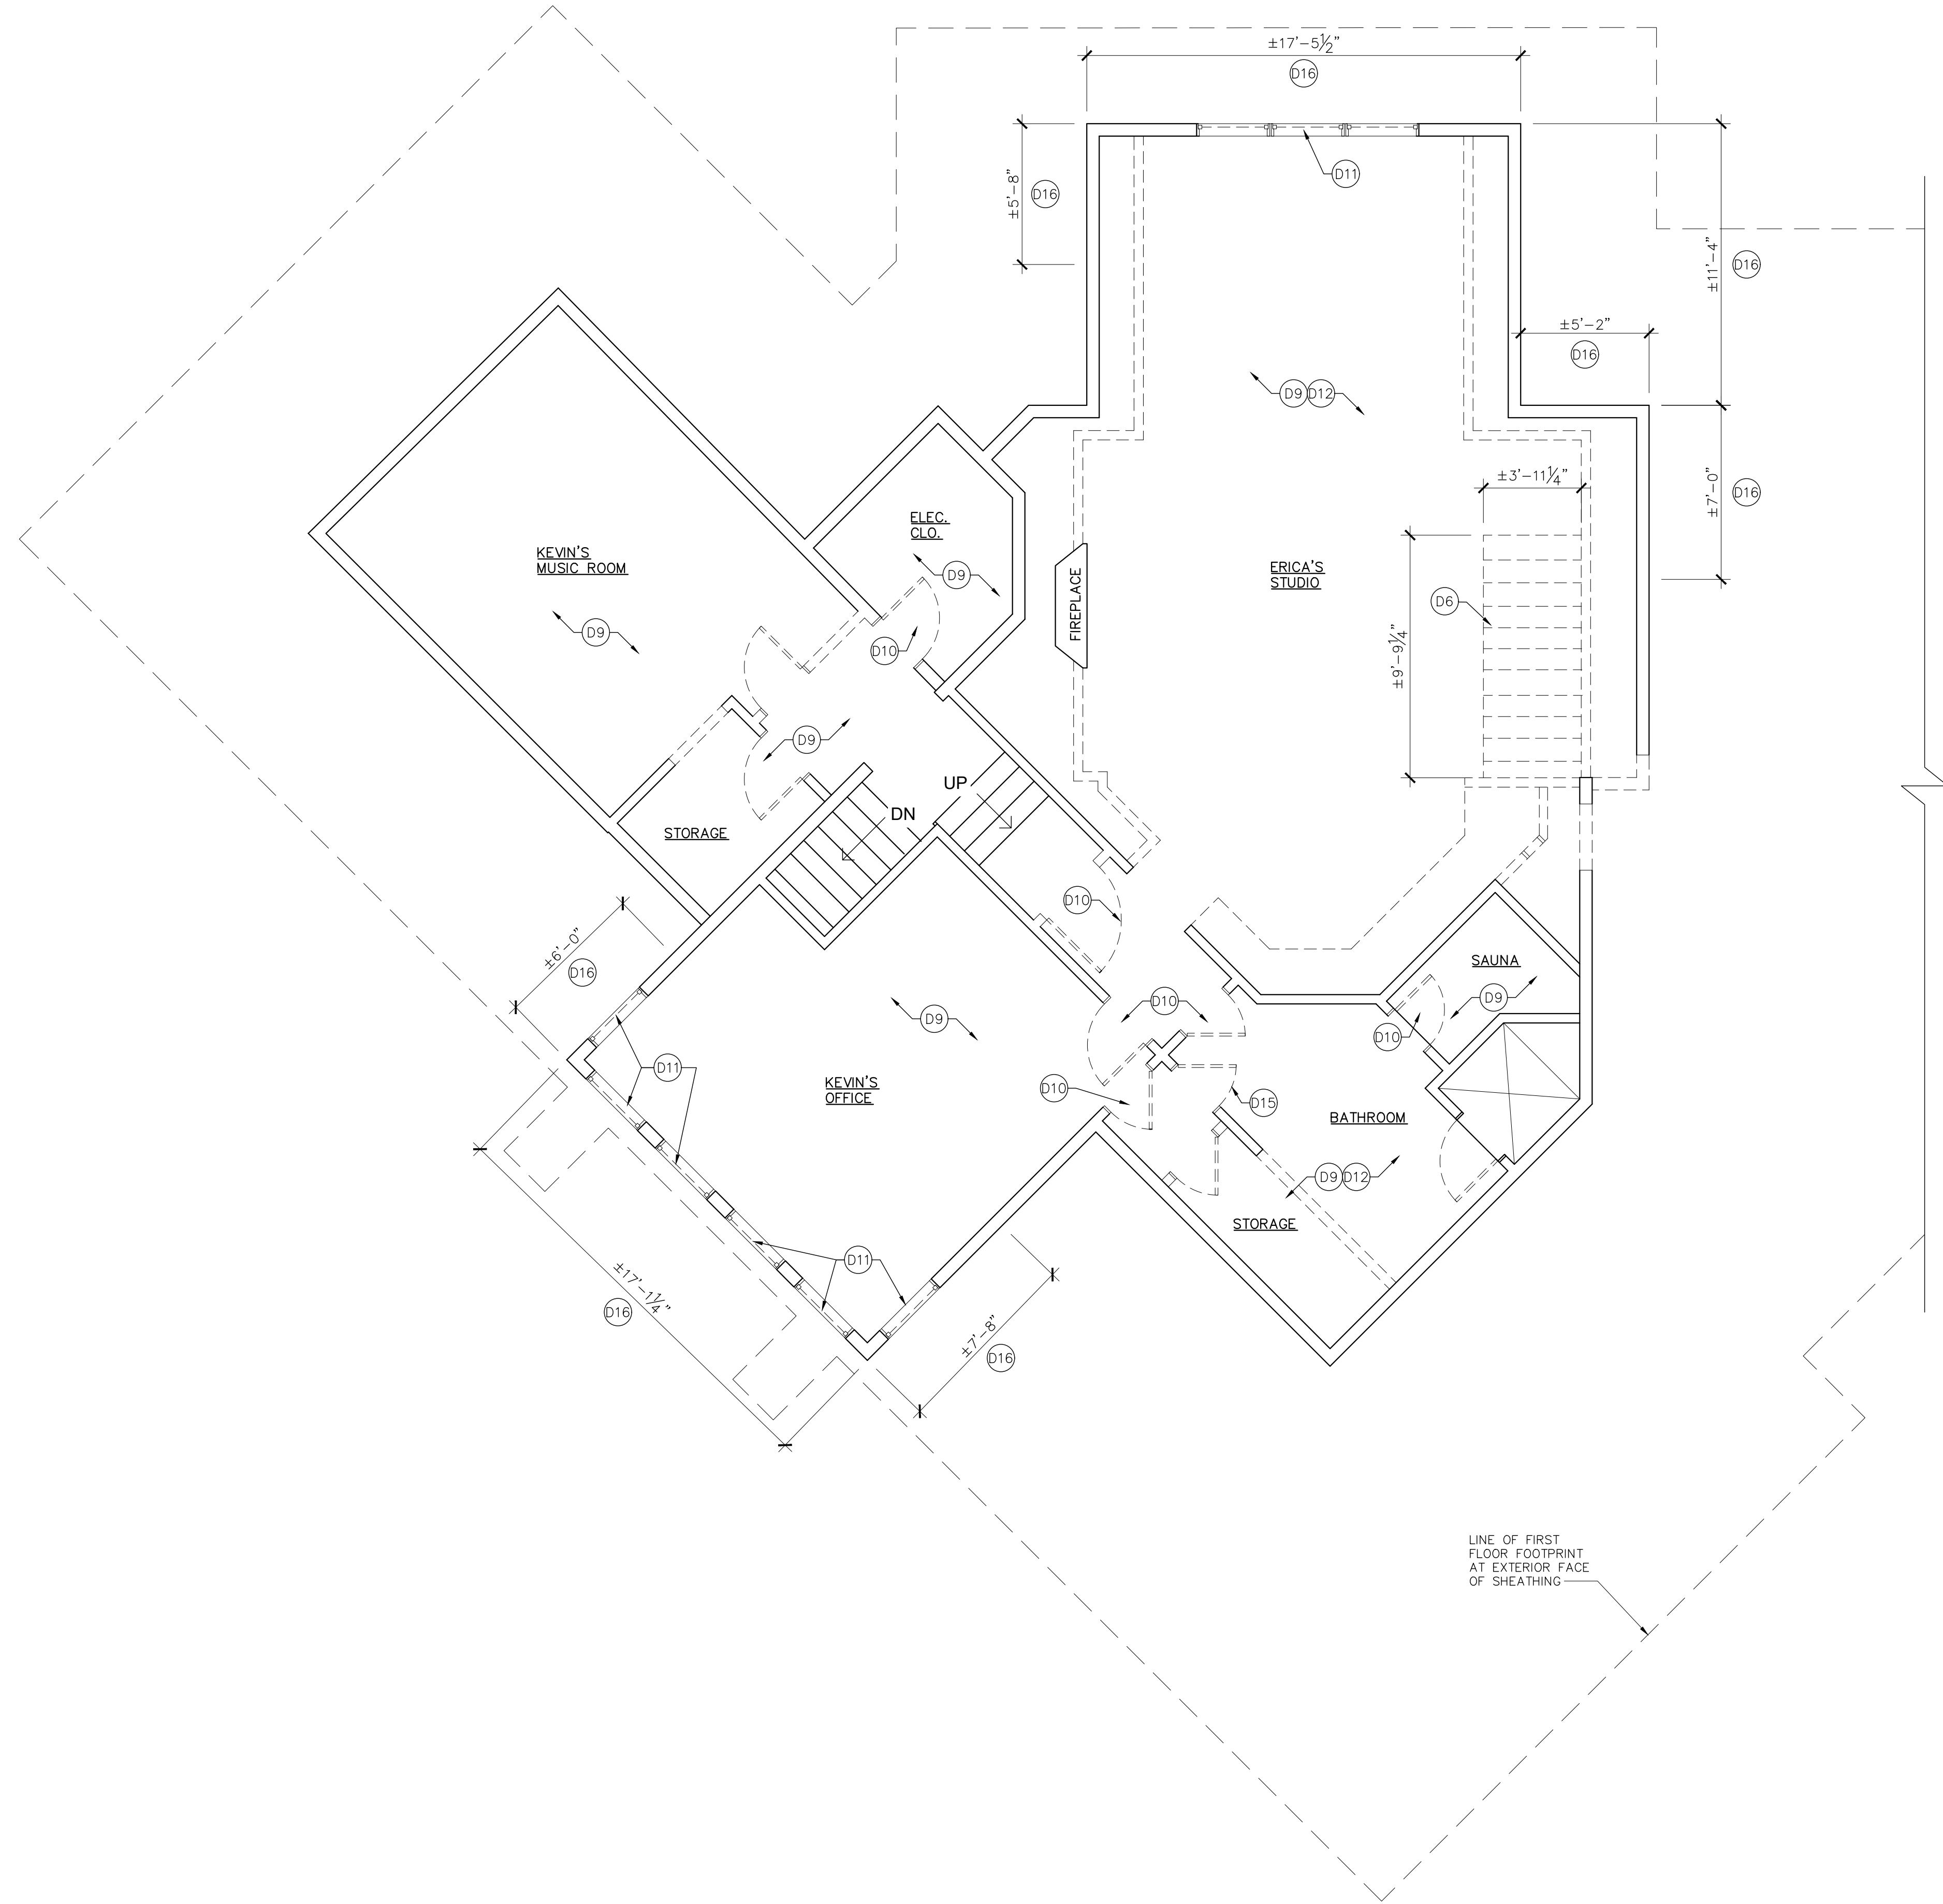 ±17'-5½"
D16
±5'-8"
D16
D11
±11'-4"
D16
±5'-2"
D16
D9 D12
±3'-11¼"
±7'-0"
D16
ELEC.
CLO.
KEVIN'S
MUSIC ROOM
D9
D9
D10
FIREPLACE
ERICA'S
STUDIO
D6
±9'-9¼"
D9
UP
DN
STORAGE
D10
±6'-0"
D16
SAUNA
D9
D10
D10
D9
D11
KEVIN'S
OFFICE
D10
D15
BATHROOM
D9 D12
STORAGE
D11
±17'-1¼"
D16
±7'-8"
D16
LINE OF FIRST
FLOOR FOOTPRINT
AT EXTERIOR FACE
OF SHEATHING